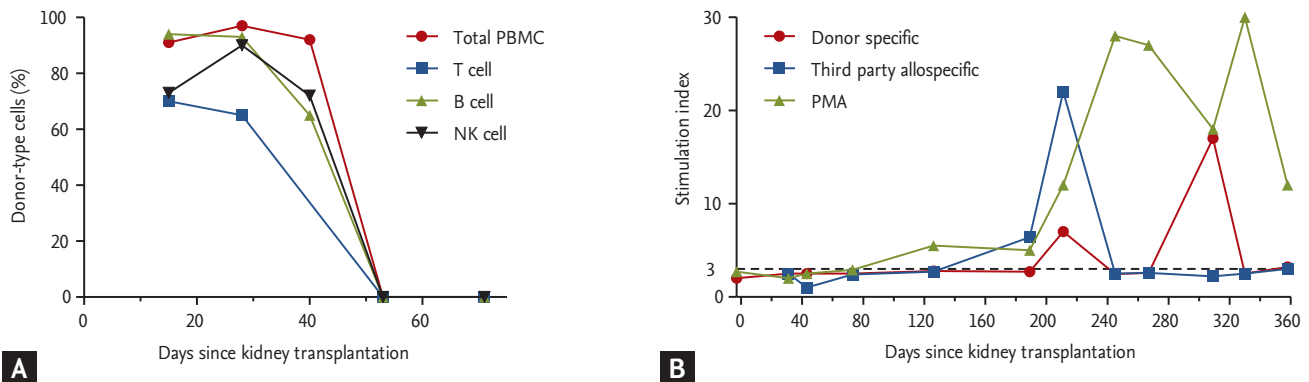 100
80
60
40
20
0
Donor-type cells (%)
0 20 40 60
Days since kidney transplantation
Total PBMC
T cell
B cell
NK cell
A
30
20
10
3
0
Stimulation index
0 40 80 120 160 200 240 280 320 360
Days since kidney transplantation
Donor specific
Third party allospecific
PMA
B